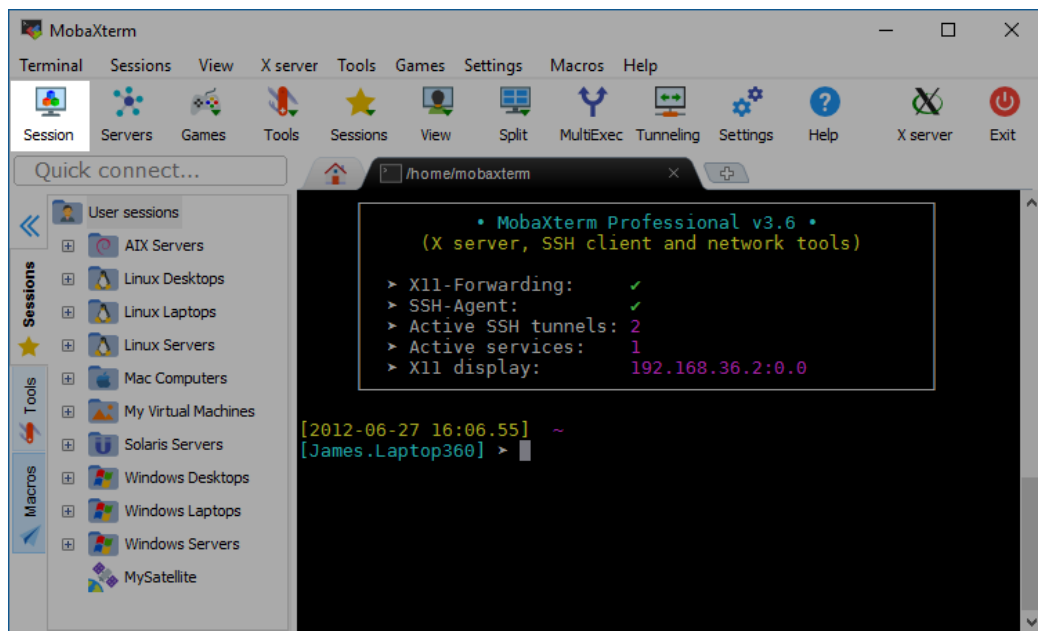 MobaXterm
Terminal Sessions View X server Tools Games Settings Macros Help
Session Servers Games Tools Sessions View Split MultiExec Tunneling Settings Help X server Exit
Quick connect...
/home/mobaxterm
User sessions
AIX Servers
Linux Desktops
Linux Laptops
Linux Servers
Mac Computers
My Virtual Machines
Solaris Servers
Windows Desktops
Windows Laptops
Windows Servers
MySatellite
Sessions
Tools
Macros
• MobaXterm Professional v3.6 •
(X server, SSH client and network tools)
➤ X11-Forwarding: ✔
➤ SSH-Agent: ✔
➤ Active SSH tunnels: 2
➤ Active services: 1
➤ X11 display: 192.168.36.2:0.0
[2012-06-27 16:06.55] ~
[James.Laptop360] ➤